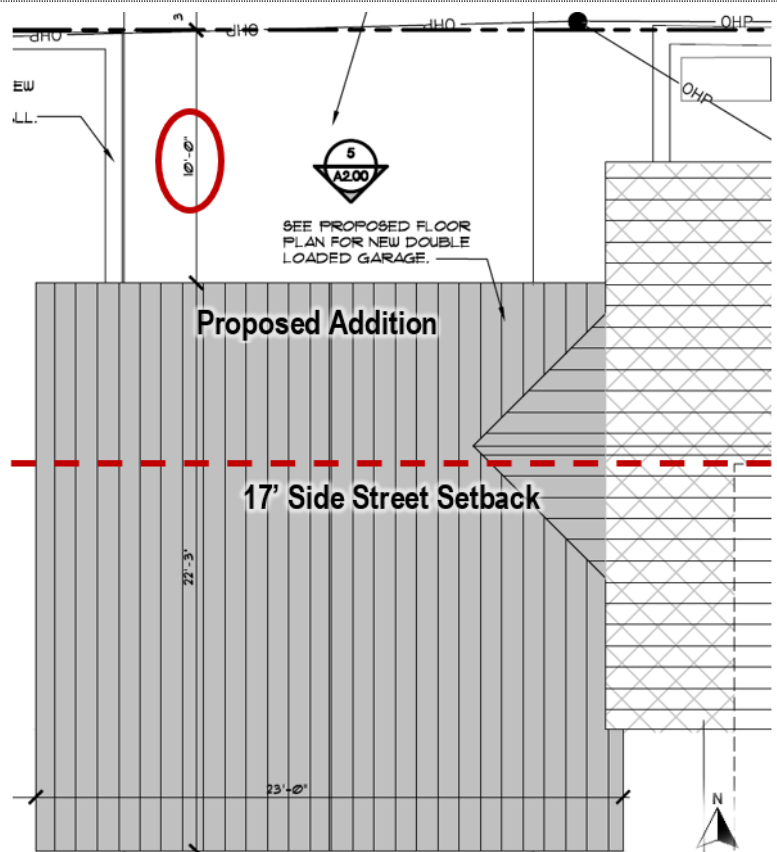 3
OHP
OHP
OHP
OHP
EW
LL.
OHP
10'-0"
5
A2.00
SEE PROPOSED FLOOR
PLAN FOR NEW DOUBLE
LOADED GARAGE.
Proposed Addition
17’ Side Street Setback
22'-3"
23'-0"
N